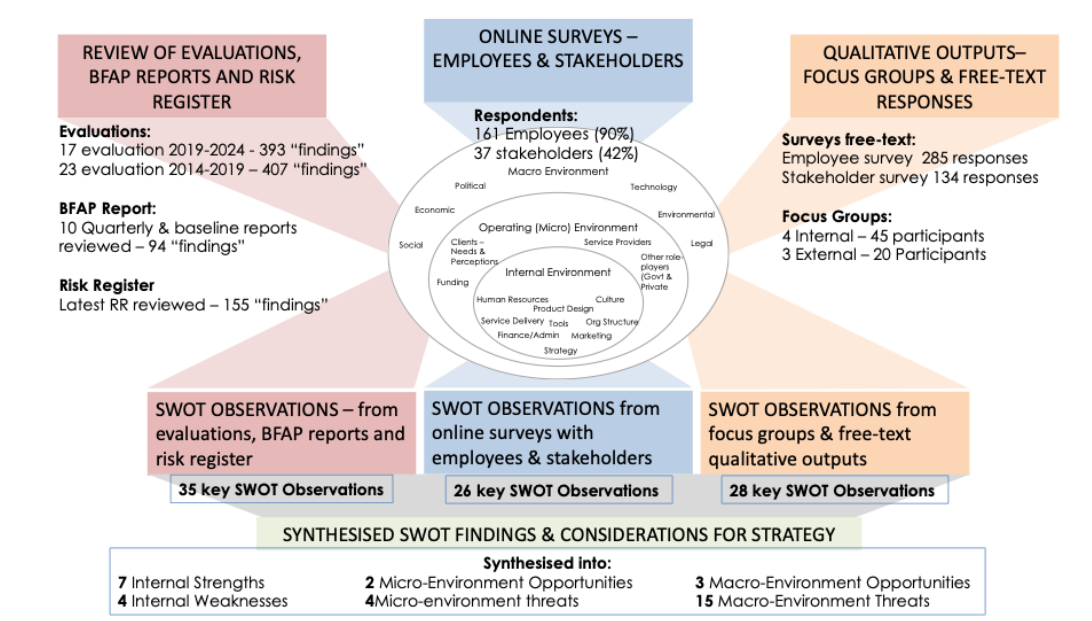 REVIEW OF EVALUATIONS,
BFAP REPORTS AND RISK
REGISTER
Evaluations:
17 evaluation 2019-2024 - 393 “findings”
23 evaluation 2014-2019 – 407 “findings”
BFAP Report:
10 Quarterly & baseline reports
reviewed – 94 “findings”
Risk Register
Latest RR reviewed – 155 “findings”
ONLINE SURVEYS –
EMPLOYEES & STAKEHOLDERS
Respondents:
161 Employees (90%)
37 stakeholders (42%)
QUALITATIVE OUTPUTS–
FOCUS GROUPS & FREE-TEXT
RESPONSES
Surveys free-text:
Employee survey 285 responses
Stakeholder survey 134 responses
Focus Groups:
4 Internal – 45 participants
3 External – 20 Participants
Macro Environment
Political
Technology
Economic
Environmental
Social
Legal
Operating (Micro) Environment
Clients –
Needs &
Perceptions
Service Providers
Other role-
players
(Govt &
Private
Funding
Internal Environment
Human Resources
Culture
Product Design
Service Delivery
Tools
Org Structure
Finance/Admin
Marketing
Strategy
SWOT OBSERVATIONS – from
evaluations, BFAP reports and
risk register
35 key SWOT Observations
SWOT OBSERVATIONS from
online surveys with
employees & stakeholders
26 key SWOT Observations
SWOT OBSERVATIONS from
focus groups & free-text
qualitative outputs
28 key SWOT Observations
SYNTHESISED SWOT FINDINGS & CONSIDERATIONS FOR STRATEGY
Synthesised into:
7 Internal Strengths
4 Internal Weaknesses
2 Micro-Environment Opportunities
4Micro-environment threats
3 Macro-Environment Opportunities
15 Macro-Environment Threats